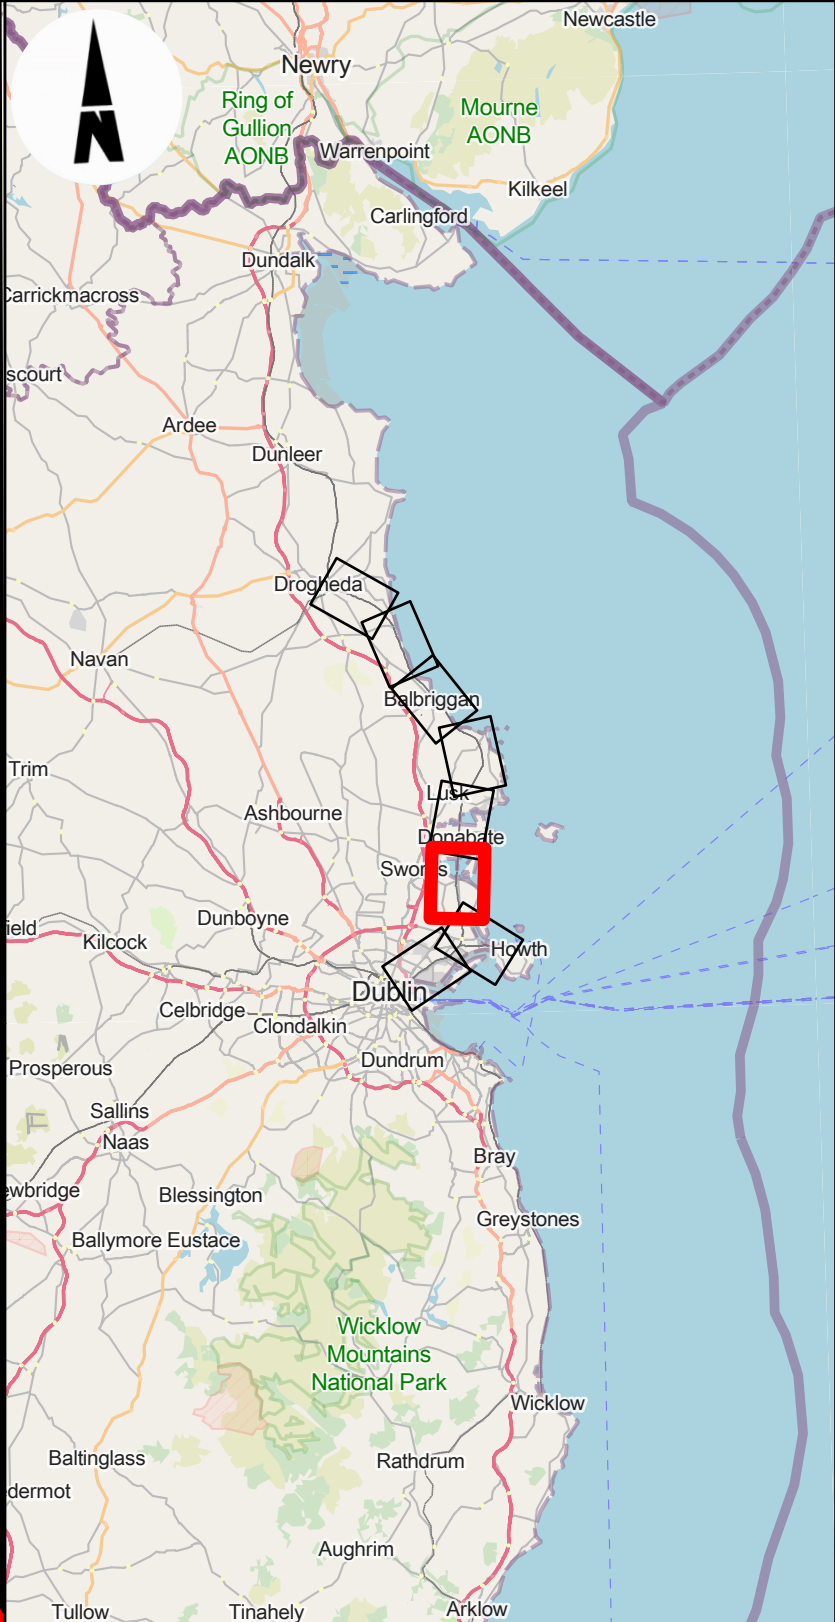 Newcastle
Newry
Ring of
Gullion
AONB
Mourne
AONB
N
Warrenpoint
Kilkeel
Carlingford
Dundalk
Carrickmacross
scourt
Ardee
Dunleer
Drogheda
Navan
Balbriggan
Trim
Lusk
Ashbourne
Donabate
Swords
Dunboyne
ield
Kilcock
Howth
Dublin
Celbridge
Clondalkin
Dundrum
Prosperous
Sallins
Naas
Bray
ewbridge
Blessington
Greystones
Ballymore Eustace
Wicklow
Mountains
National Park
Wicklow
Baltinglass
Rathdrum
dermot
Aughrim
Tullow
Tinahely
Arklow